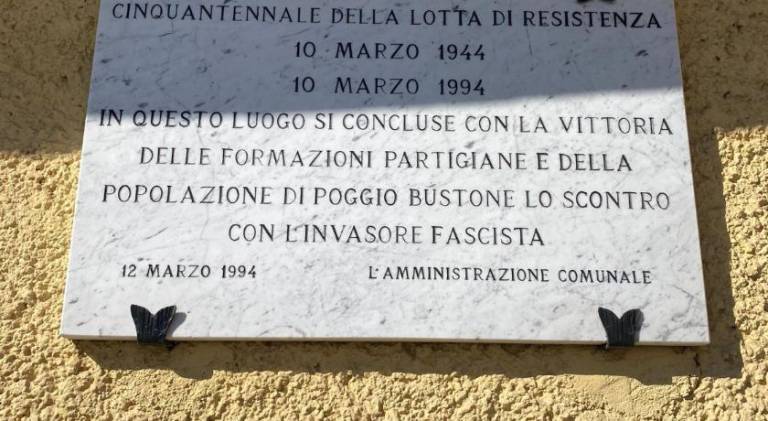 CINQUANTENNALE DELLA LOTTA DI RESISTENZA
10 MARZO 1944
10 MARZO 1994
IN QUESTO LUOGO SI CONCLUSE CON LA VITTORIA
DELLE FORMAZIONI PARTIGIANE E DELLA
POPOLAZIONE DI POGGIO BUSTONE LO SCONTRO
CON L'INVASORE FASCISTA
12 MARZO 1994 L'AMMINISTRAZIONE COMUNALE